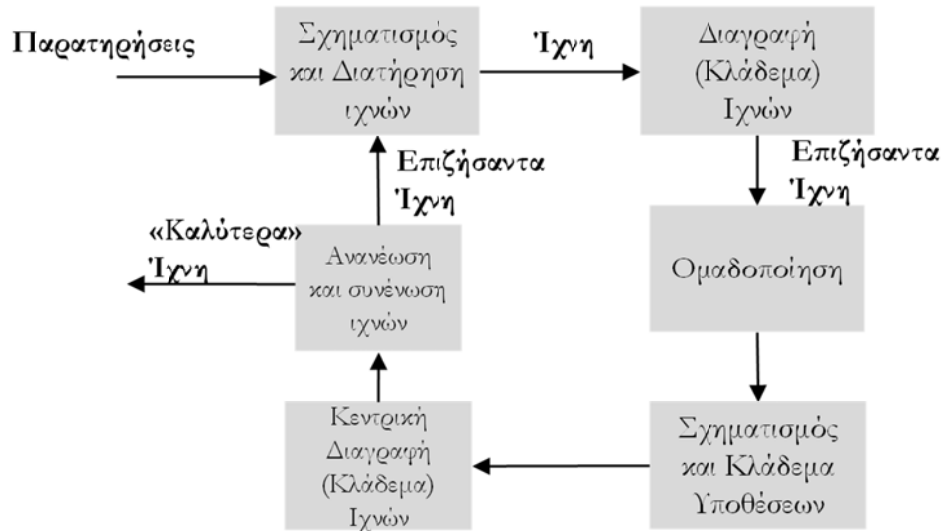 Παρατηρήσεις
Σχηματισμός
και Διατήρηση
ιχνών
Ίχνη
Διαγραφή
(Κλάδεμα)
Ιχνών
Επιζήσαντα
Ίχνη
Ομαδοποίηση
Σχηματισμός
και Κλάδεμα
Υποθέσεων
Κεντρική
Διαγραφή
(Κλάδεμα)
Ιχνών
Ανανέωση
και συνένωση
ιχνών
Επιζήσαντα
Ίχνη
«Καλύτερα»
Ίχνη